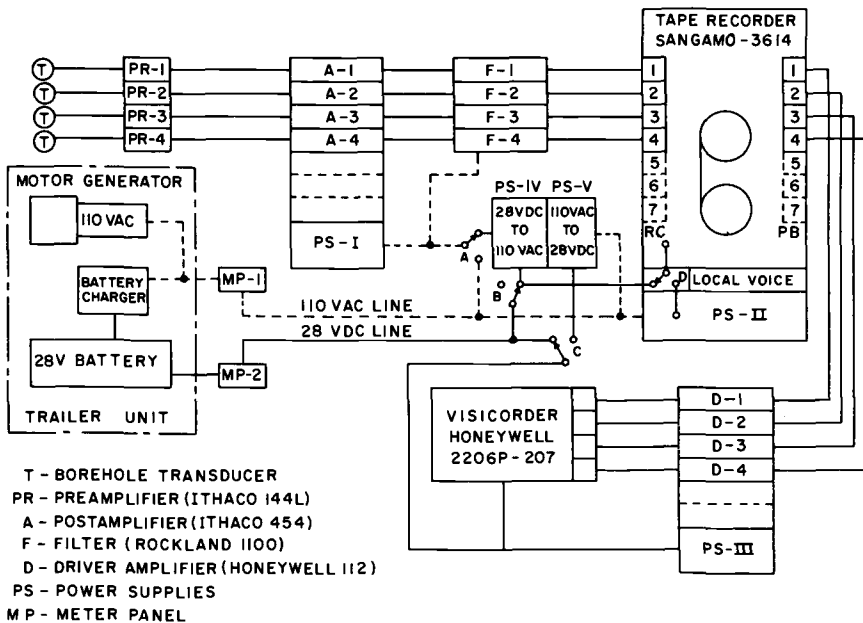 TAPE RECORDER
SANGAMO-3614
T PR-1 A-1 F-1 1 1
T PR-2 A-2 F-2 2 2
T PR-3 A-3 F-3 3 3
T PR-4 A-4 F-4 4 4
5 5
6 6
7 7
RC PB
MOTOR GENERATOR
110 VAC
BATTERY
CHARGER
28V BATTERY
TRAILER UNIT
MP-1
MP-2
PS-I
PS-IV PS-V
28VDC
TO
110 VAC
110VAC
TO
28VDC
A
B
C
110 VAC LINE
28 VDC LINE
D LOCAL VOICE
PS-II
VISICORDER
HONEYWELL
2206P-207
D-1
D-2
D-3
D-4
PS-III
T - BOREHOLE TRANSDUCER
PR - PREAMPLIFIER (ITHACO 144L)
A - POSTAMPLIFIER (ITHACO 454)
F - FILTER (ROCKLAND 1100)
D - DRIVER AMPLIFIER (HONEYWELL 112)
PS - POWER SUPPLIES
MP - METER PANEL